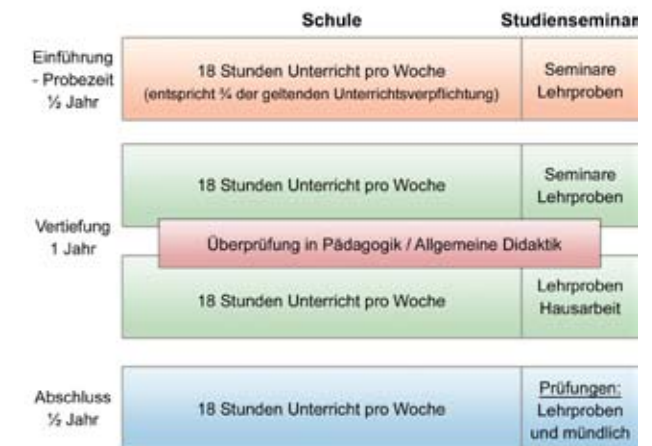 Schule Studienseminar
Einführung
- Probezeit
½ Jahr
18 Stunden Unterricht pro Woche
(entspricht ¾ der geltenden Unterrichtsverpflichtung)
Seminare
Lehrproben
Vertiefung
1 Jahr
18 Stunden Unterricht pro Woche
Seminare
Lehrproben
Überprüfung in Pädagogik / Allgemeine Didaktik
18 Stunden Unterricht pro Woche
Lehrproben
Hausarbeit
Abschluss
½ Jahr
18 Stunden Unterricht pro Woche
Prüfungen:
Lehrproben
und mündlich